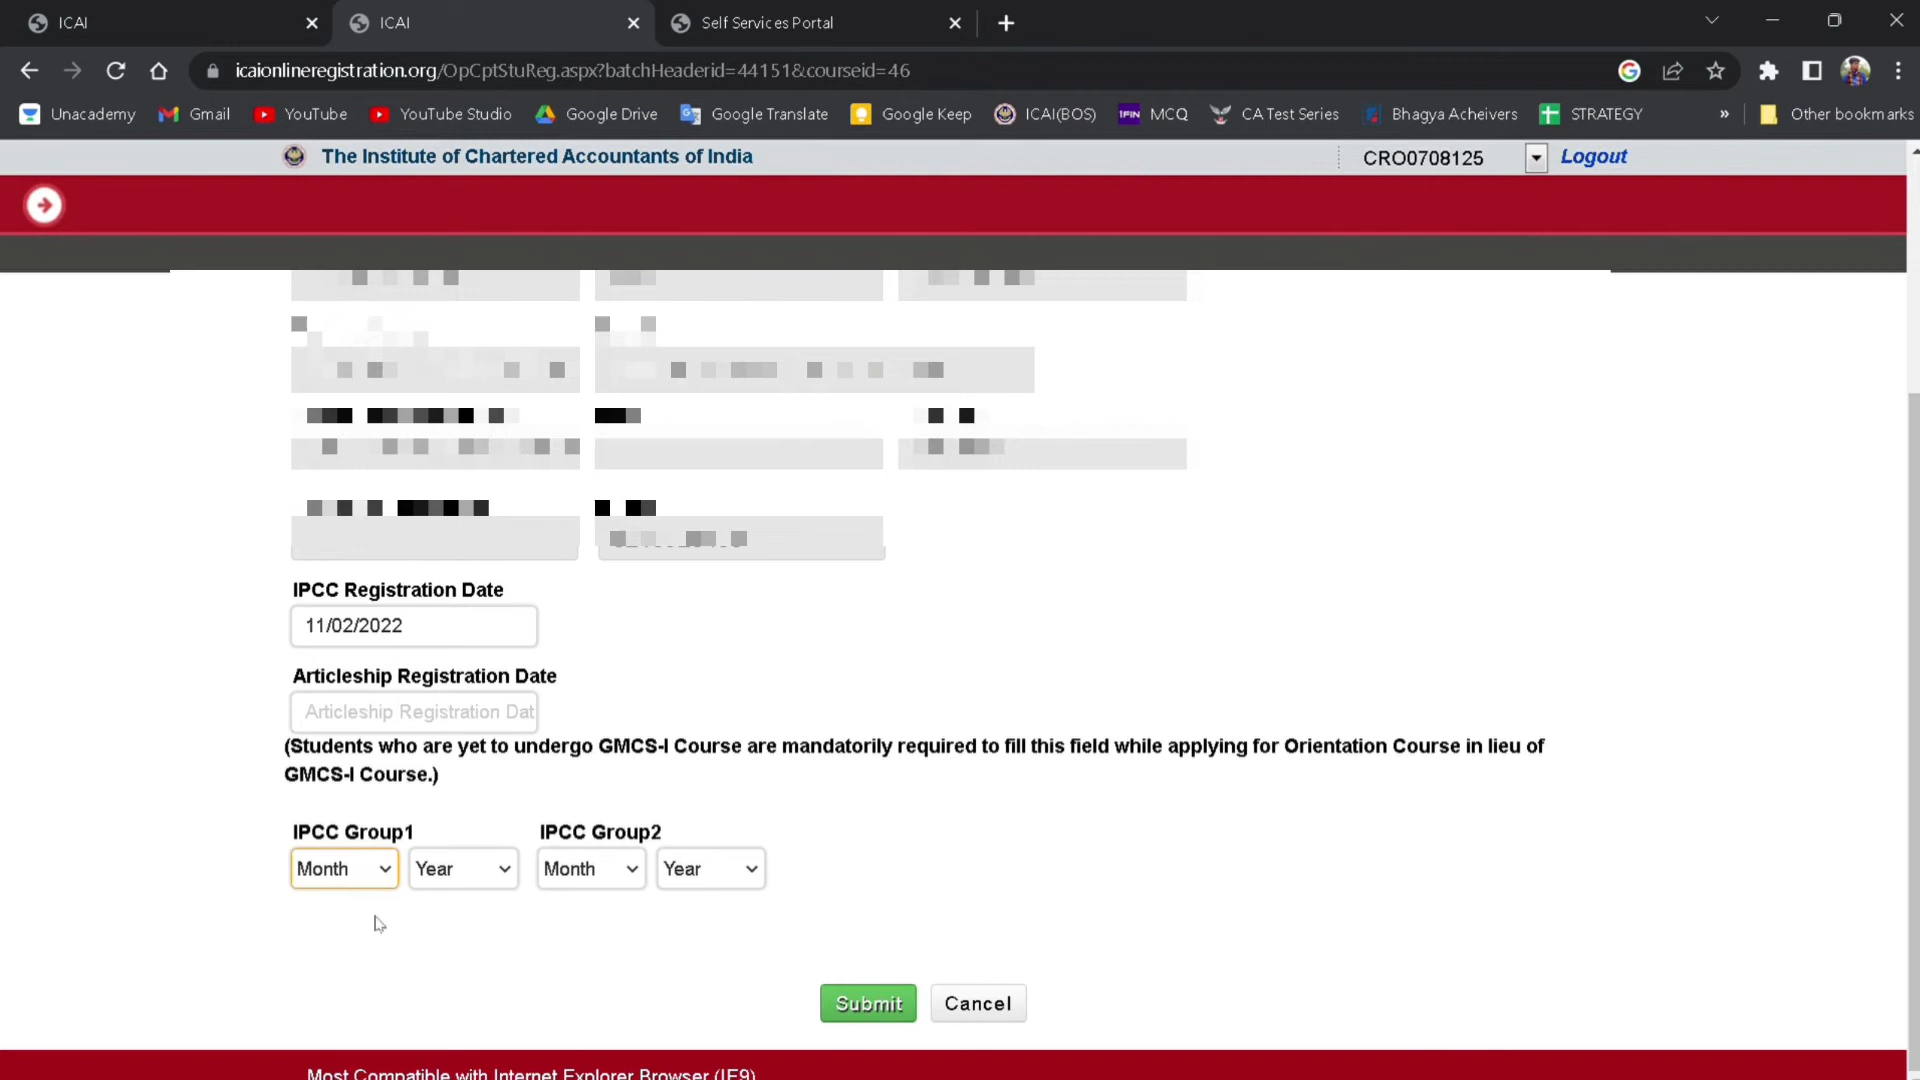 ICAI
ICAI
Self Services Portal
icaionlineregistration.org/OpCptStuReg.aspx?batchHeaderid=44151&courseid=46
Unacademy Gmail YouTube YouTube Studio Google Drive Google Translate Google Keep ICAI(BOS) 1FIN MCQ CA Test Series Bhagya Acheivers STRATEGY » Other bookmarks
The Institute of Chartered Accountants of India CRO0708125 Logout
IPCC Registration Date
11/02/2022
Articleship Registration Date
Articleship Registration Dat
(Students who are yet to undergo GMCS-I Course are mandatorily required to fill this field while applying for Orientation Course in lieu of
GMCS-I Course.)
IPCC Group1 IPCC Group2
Month Year Month Year
Submit Cancel
Most Compatible with Internet Explorer Browser (IE9)